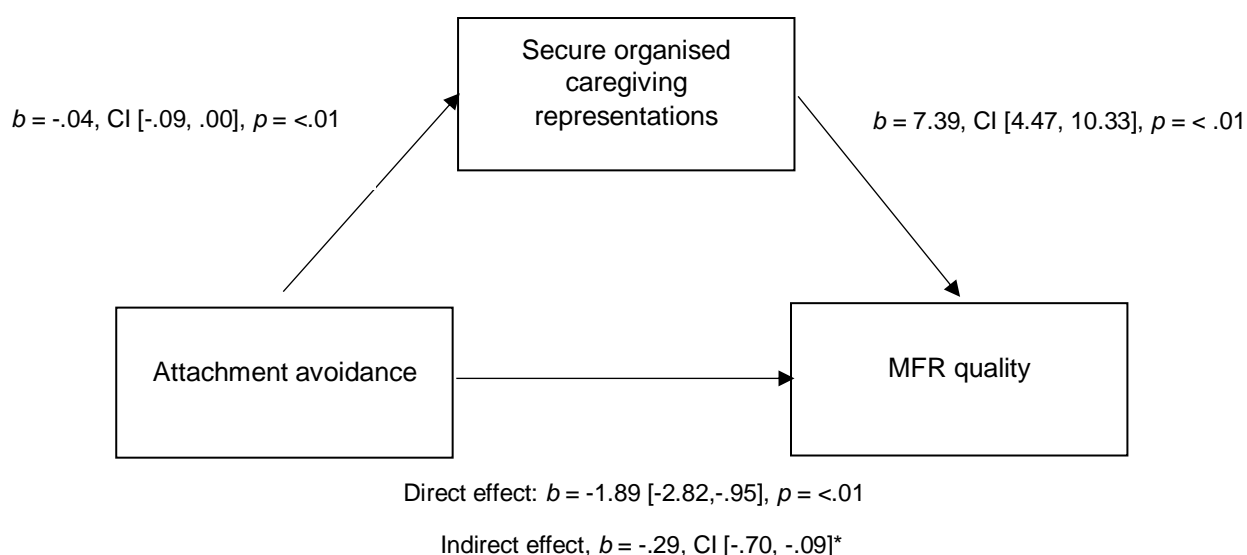 Secure organised
caregiving
representations
b = -.04, CI [-.09, .00], p = <.01
b = 7.39, CI [4.47, 10.33], p = < .01
Attachment avoidance
MFR quality
Direct effect: b = -1.89 [-2.82,-.95], p = <.01
Indirect effect, b = -.29, CI [-.70, -.09]*